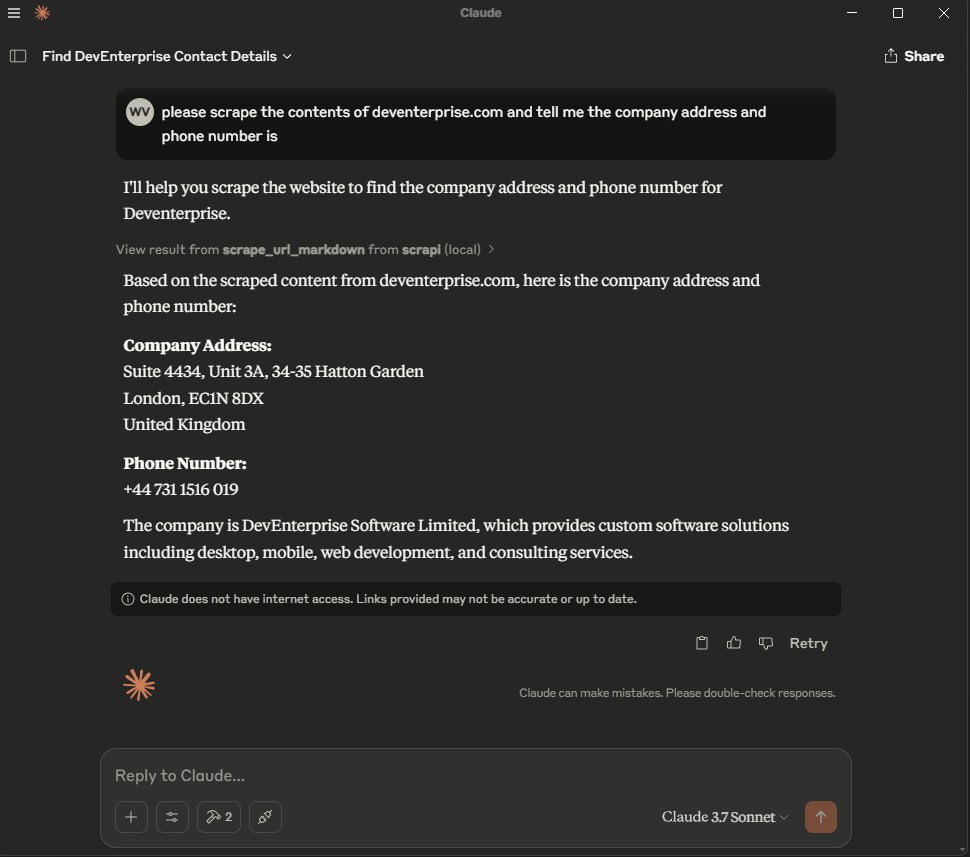 Claude
Find DevEnterprise Contact Details
Share
WV
please scrape the contents of deventerprise.com and tell me the company address and
phone number is
I'll help you scrape the website to find the company address and phone number for
Deventerprise.
View result from scrape_url_markdown from scrapi (local)
Based on the scraped content from deventerprise.com, here is the company address and
phone number:
Company Address:
Suite 4434, Unit 3A, 34-35 Hatton Garden
London, EC1N 8DX
United Kingdom
Phone Number:
+44 731 1516 019
The company is DevEnterprise Software Limited, which provides custom software solutions
including desktop, mobile, web development, and consulting services.
Claude does not have internet access. Links provided may not be accurate or up to date.
Retry
Claude can make mistakes. Please double-check responses.
Reply to Claude...
2
Claude 3.7 Sonnet